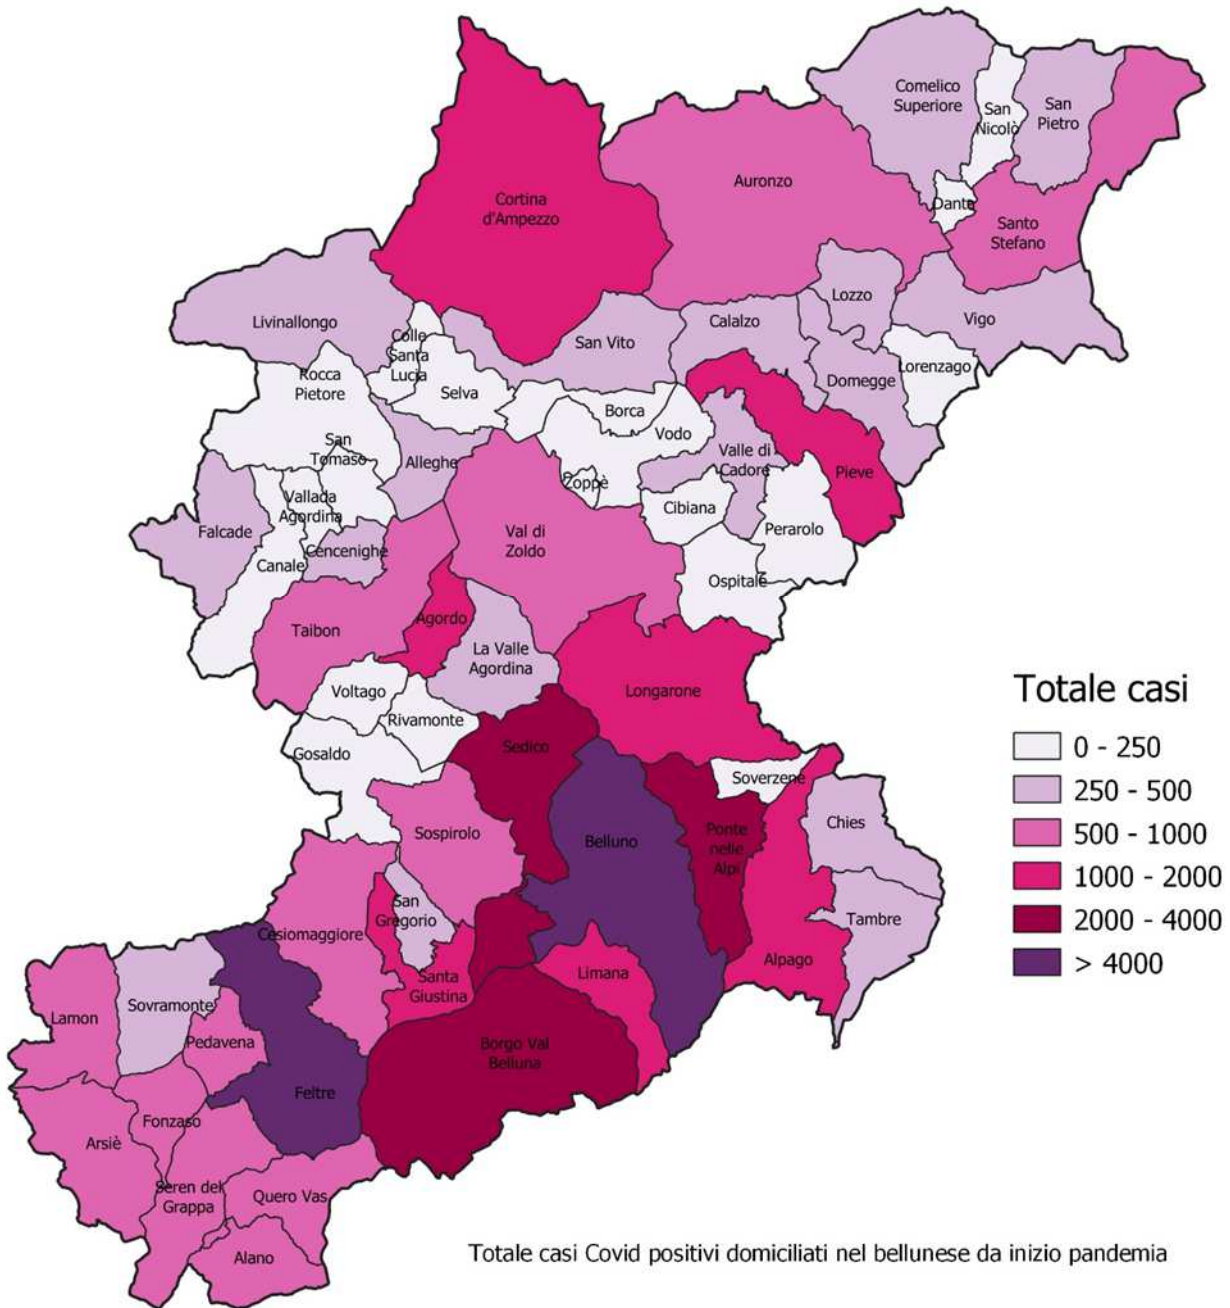 Comelico
Superiore
San
Nicolò
San
Pietro
Auronzo
Cortina
d'Ampezzo
Dante
Santo
Stefano
Lozzo
Livinallongo
Calalzo
Vigo
Colle
Santa
Lucia
San Vito
Lorenzago
Rocca
Pietore
Domegge
Selva
Borca
Vodo
San
Tomaso
Alleghe
Valle di
Cadore
Pieve
Zoppè
Vallada
Agordina
Cibiana
Falcade
Perarolo
Val di
Zoldo
Cencenighe
Canale
Ospitale
Agordo
Taibon
La Valle
Agordina
Voltago
Longarone
Rivamonte
Gosaldo
Sedico
Soverzene
Sospirolo
Belluno
Ponte
nelle
Alpi
Chies
San
Gregorio
Tambre
Cesiomaggiore
Alpago
Limana
Santa
Giustina
Sovramonte
Lamon
Pedavena
Borgo Val
Belluna
Feltre
Fonzaso
Arsiè
Seren del
Grappa
Quero Vas
Alano
Totale casi
0 - 250
250 - 500
500 - 1000
1000 - 2000
2000 - 4000
> 4000
Totale casi Covid positivi domiciliati nel bellunese da inizio pandemia